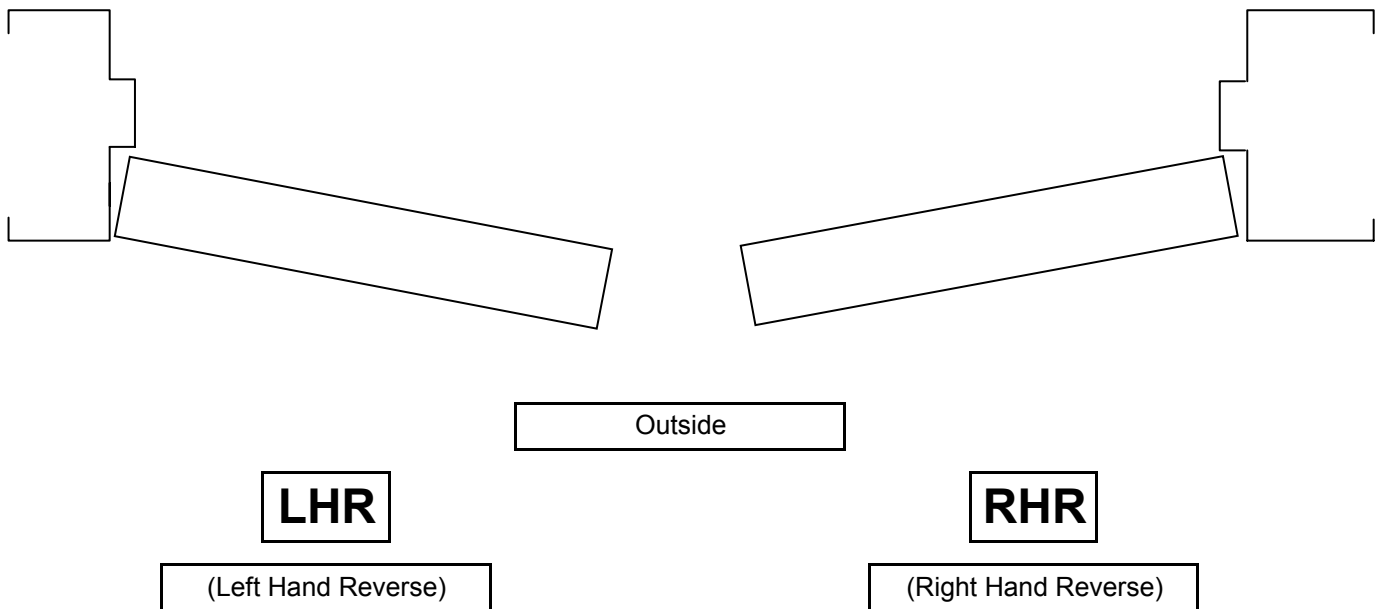 Outside
LHR
RHR
(Left Hand Reverse)
(Right Hand Reverse)